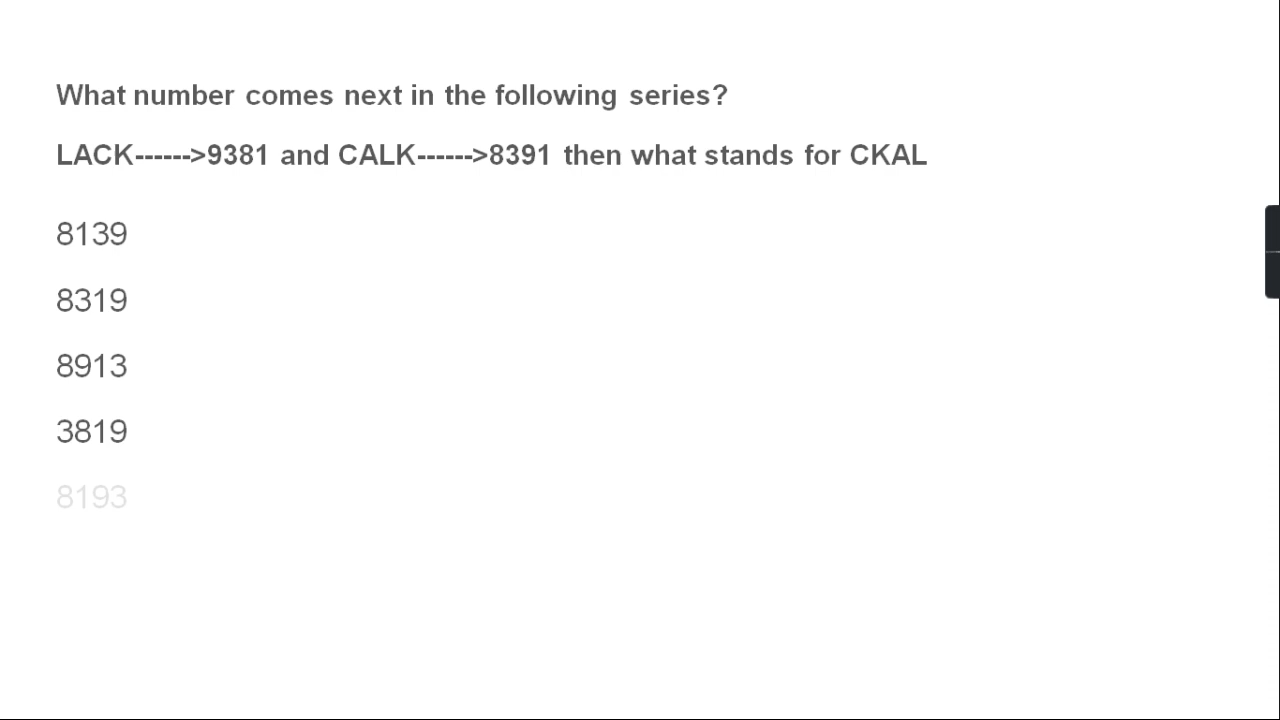 What number comes next in the following series?
LACK------>9381 and CALK------>8391 then what stands for CKAL
8139
8319
8913
3819
8193